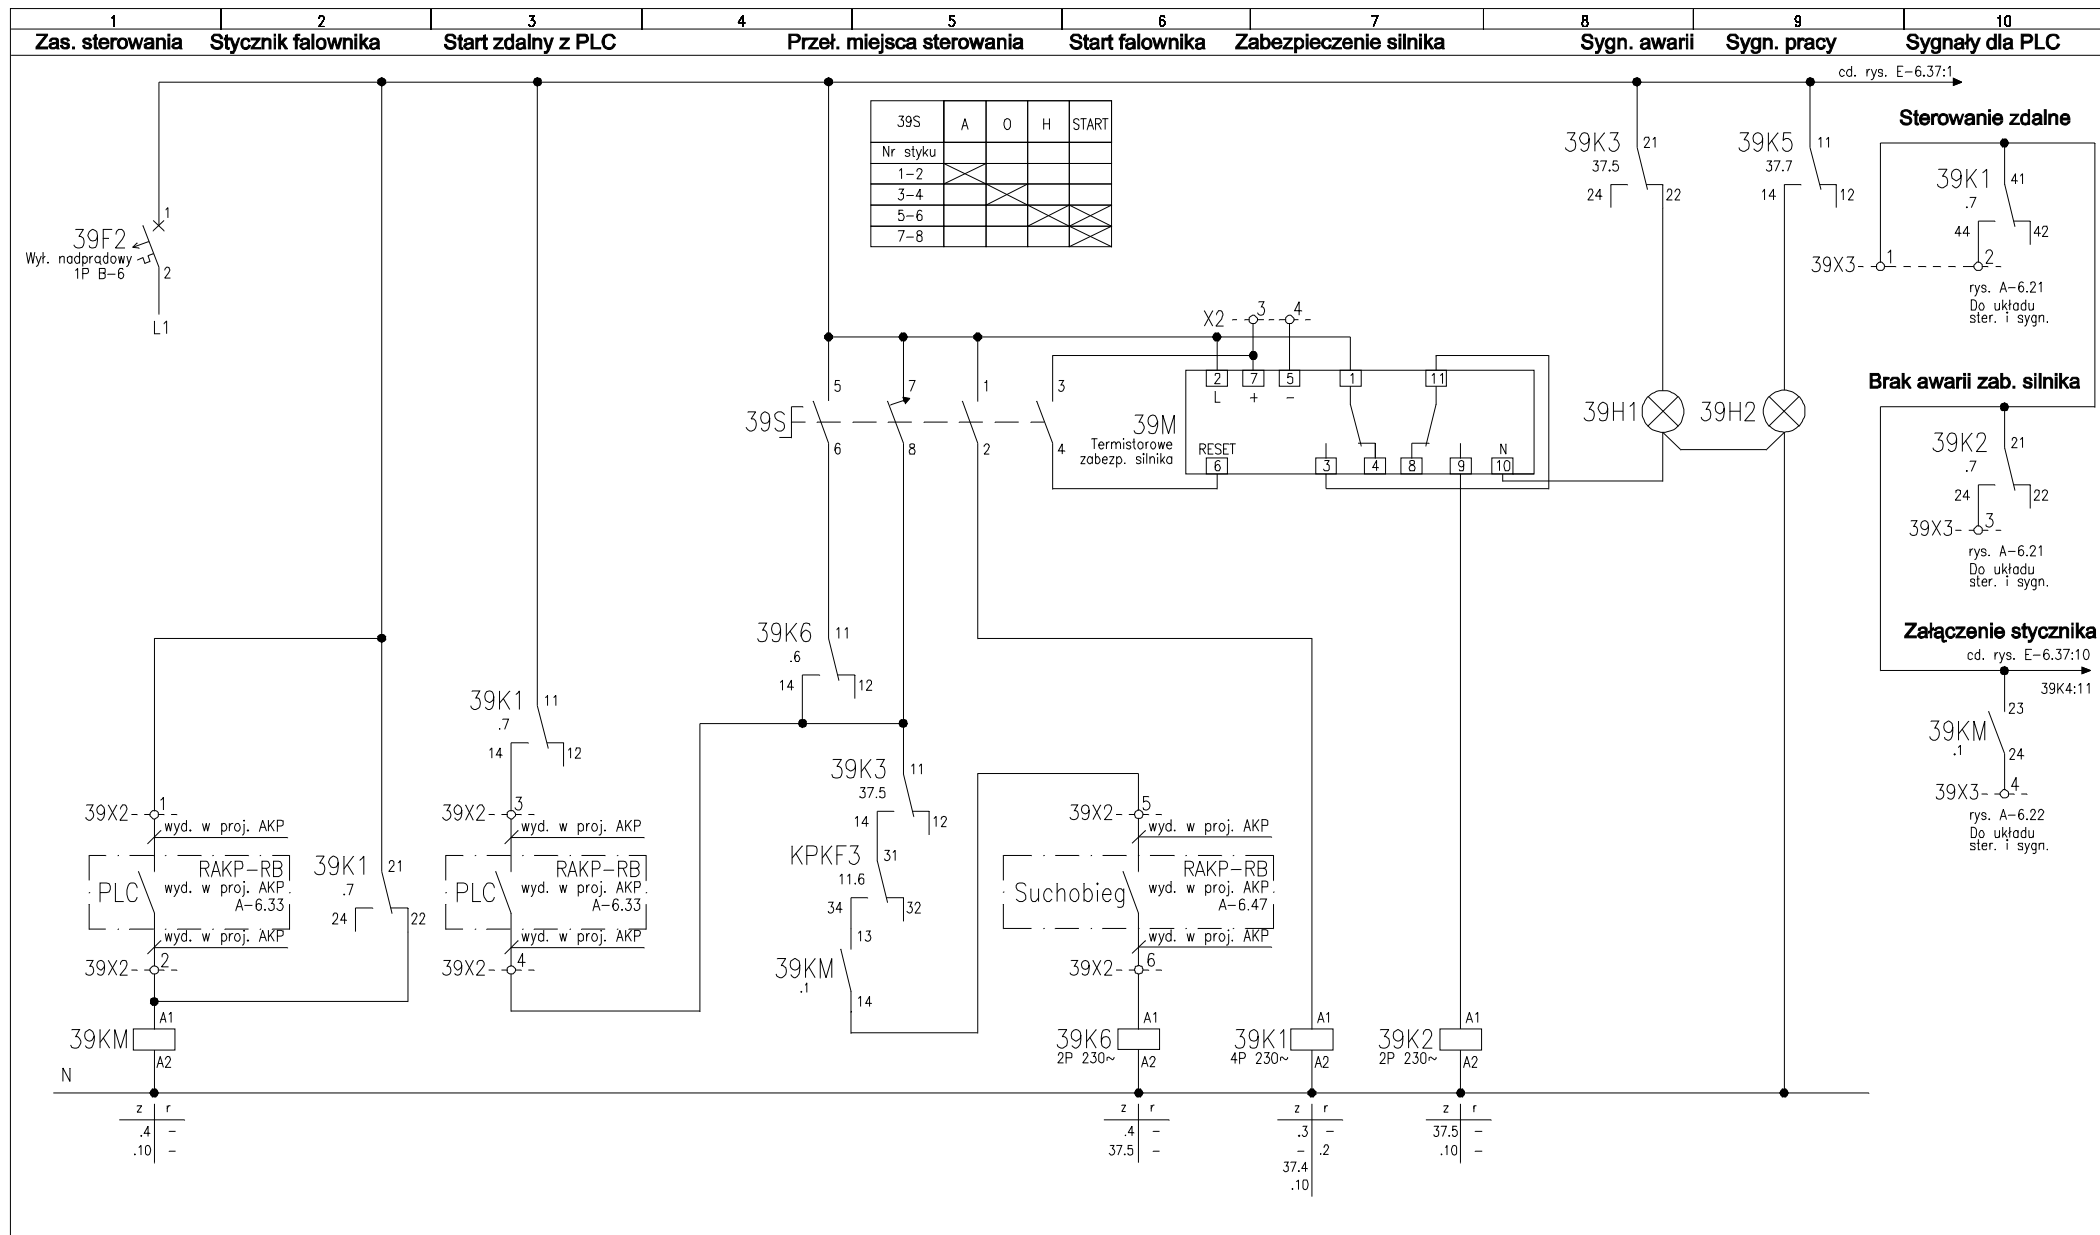 1 2 3 4 5 6 7 8 9 10
Zas. sterowania Stycznik falownika Start zdalny z PLC Przeł. miejsca sterowania Start falownika Zabezpieczenie silnika Sygn. awarii Sygn. pracy Sygnały dla PLC
cd. rys. E-6.37:1
39S A O H START
Nr styku
1-2
3-4
5-6
7-8
39F2
Wył. nadprądowy
1P B-6
1
2
L1
39K3
37.5
21
24
22
39K5
37.7
11
14
12
Sterowanie zdalne
39K1
.7
41
44
42
39X3
1
2
rys. A-6.21
Do układu
ster. i sygn.
X2
3
4
39S
5
6
7
8
1
2
3
4
39M
Termistorowe
zabezp. silnika
2
7
5
1
11
L
+
-
RESET
N
6
3
4
8
9
10
39H1
39H2
Brak awarii zab. silnika
39K2
.7
21
24
22
39X3
3
rys. A-6.21
Do układu
ster. i sygn.
Załączenie stycznika
cd. rys. E-6.37:10
39K4:11
39KM
.1
23
24
39X3
4
rys. A-6.22
Do układu
ster. i sygn.
39K6
.6
11
14
12
39K1
.7
11
14
12
39K3
37.5
11
14
12
KPKF3
11.6
31
34
32
39KM
.1
13
14
39X2
1
wyd. w proj. AKP
RAKP-RB
PLC
wyd. w proj. AKP
A-6.33
wyd. w proj. AKP
39X2
2
39K1
.7
21
24
22
39X2
3
wyd. w proj. AKP
RAKP-RB
PLC
wyd. w proj. AKP
A-6.33
wyd. w proj. AKP
39X2
4
39X2
5
wyd. w proj. AKP
RAKP-RB
Suchobieg
wyd. w proj. AKP
A-6.47
wyd. w proj. AKP
39X2
6
39KM
A1
A2
39K6
2P 230~
A1
A2
39K1
4P 230~
A1
A2
39K2
2P 230~
A1
A2
N
z r
.4 -
.10 -
z r
.4 -
37.5 -
z r
.3 -
- .2
37.4
.10
z r
37.5 -
.10 -